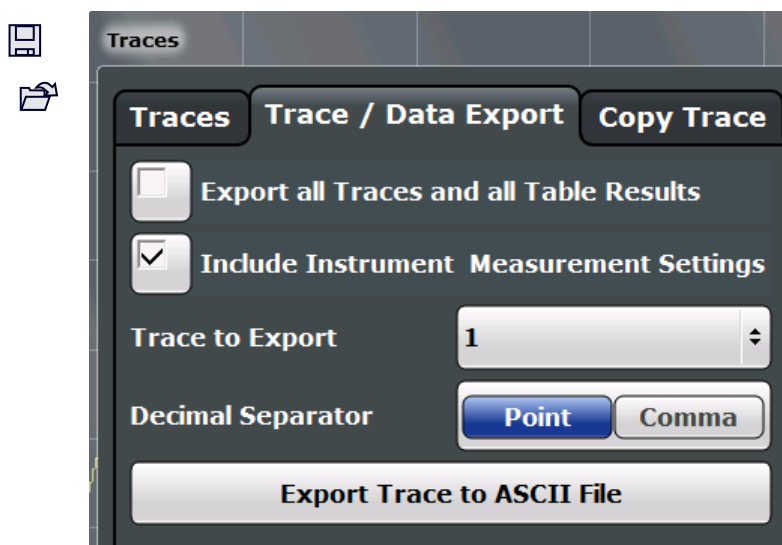 Traces
Traces Trace / Data Export Copy Trace
Export all Traces and all Table Results
Include Instrument Measurement Settings
Trace to Export 1
Decimal Separator Point Comma
Export Trace to ASCII File